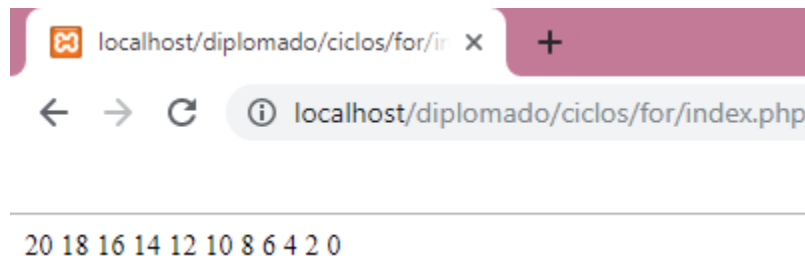 localhost/diplomado/ciclos/for/in
localhost/diplomado/ciclos/for/index.php
20 18 16 14 12 10 8 6 4 2 0